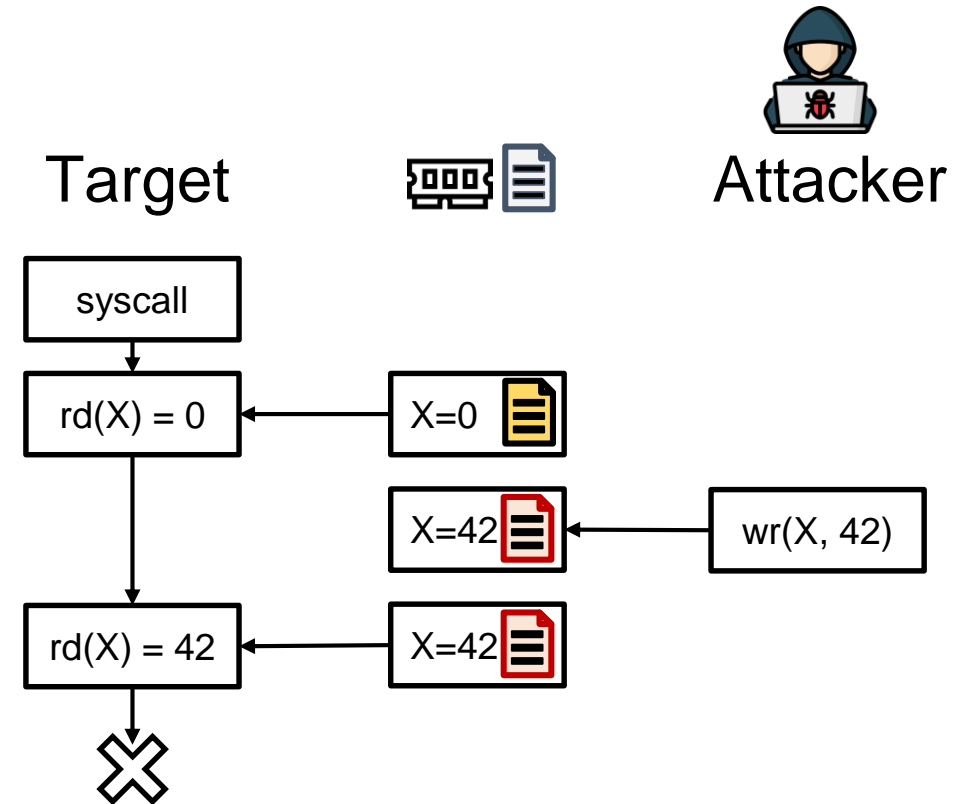 Target
Attacker
syscall
rd(X) = 0
X=0
X=42
wr(X, 42)
rd(X) = 42
X=42